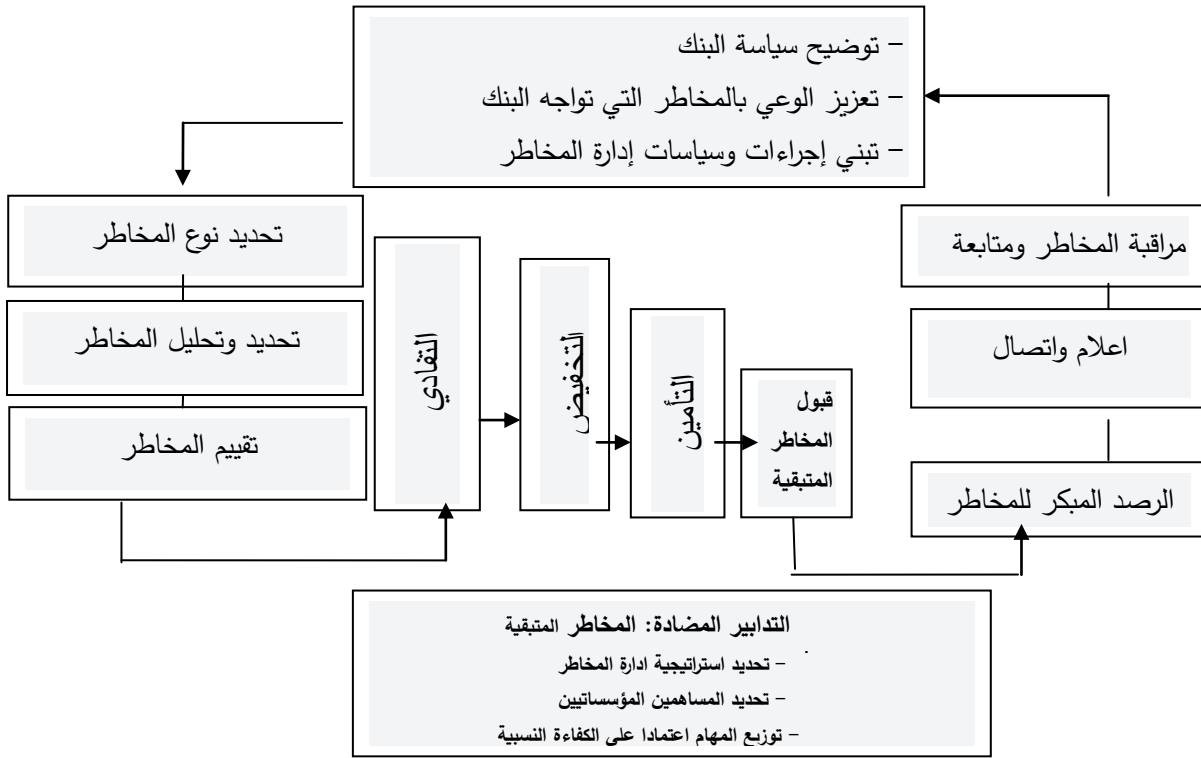 – توضيح سياسة البنك
– تعزيز الوعي بالمخاطر التي تواجه البنك
– تبني إجراءات وسياسات إدارة المخاطر
مراقبة المخاطر ومتابعة
اعلام واتصال
الرصد المبكر للمخاطر
تحديد نوع المخاطر
تحديد وتحليل المخاطر
تقييم المخاطر
التفادي
التخفيض
التأمين
قبول
المخاطر
المتبقية
التدابير المضادة: المخاطر المتبقية
– تحديد استراتيجية ادارة المخاطر
– تحديد المساهمين المؤسساتيين
– توزيع المهام اعتمادا على الكفاءة النسبية